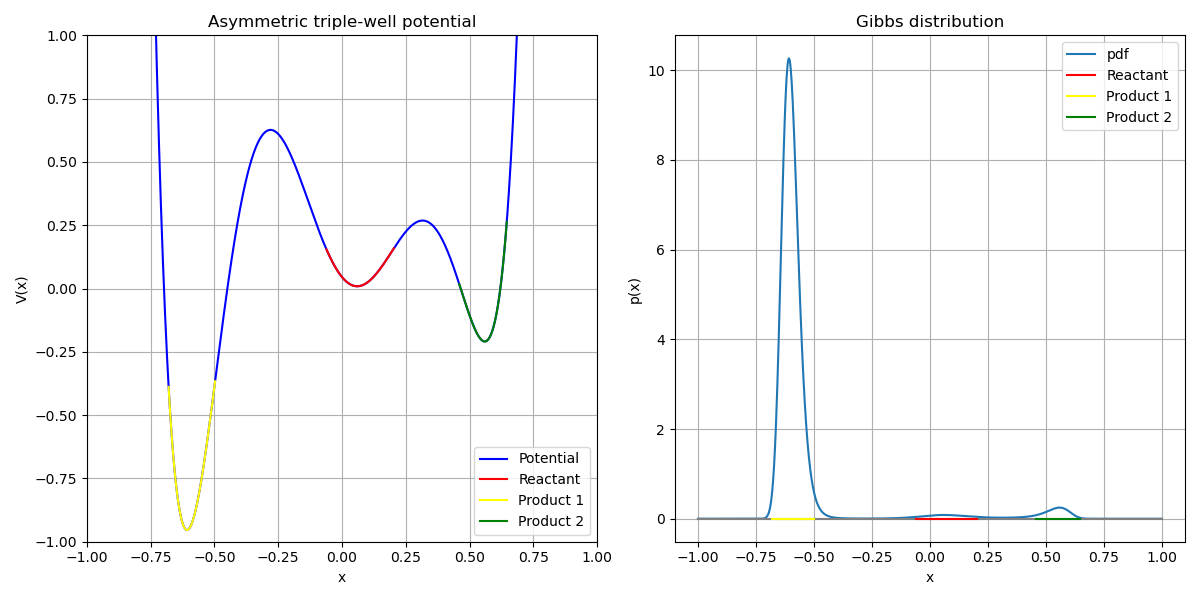 Asymmetric triple-well potential
V(x)
1.00
0.75
0.50
0.25
0.00
−0.25
−0.50
−0.75
−1.00
Potential
Reactant
Product 1
Product 2
−1.00 −0.75 −0.50 −0.25 0.00 0.25 0.50 0.75 1.00
x
Gibbs distribution
p(x)
10
8
6
4
2
0
pdf
Reactant
Product 1
Product 2
−1.00 −0.75 −0.50 −0.25 0.00 0.25 0.50 0.75 1.00
x